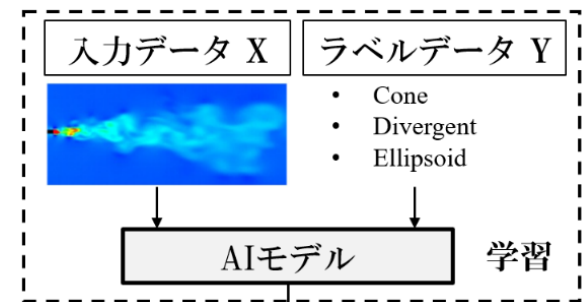 入力データ X
ラベルデータ Y
• Cone
• Divergent
• Ellipsoid
AIモデル
学習